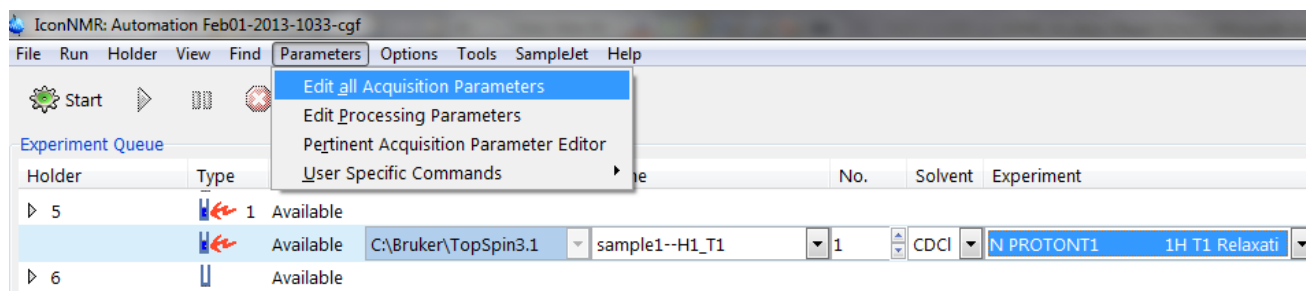 IconNMR: Automation Feb01-2013-1033-cgf
File Run Holder View Find Parameters Options Tools SampleJet Help
Start
Edit all Acquisition Parameters
Edit Processing Parameters
Pertinent Acquisition Parameter Editor
User Specific Commands
Experiment Queue
Holder Type No. Solvent Experiment
5 1 Available
Available C:\Bruker\TopSpin3.1 sample1--H1_T1 1 CDCl N PROTONT1 1H T1 Relaxati
6 Available